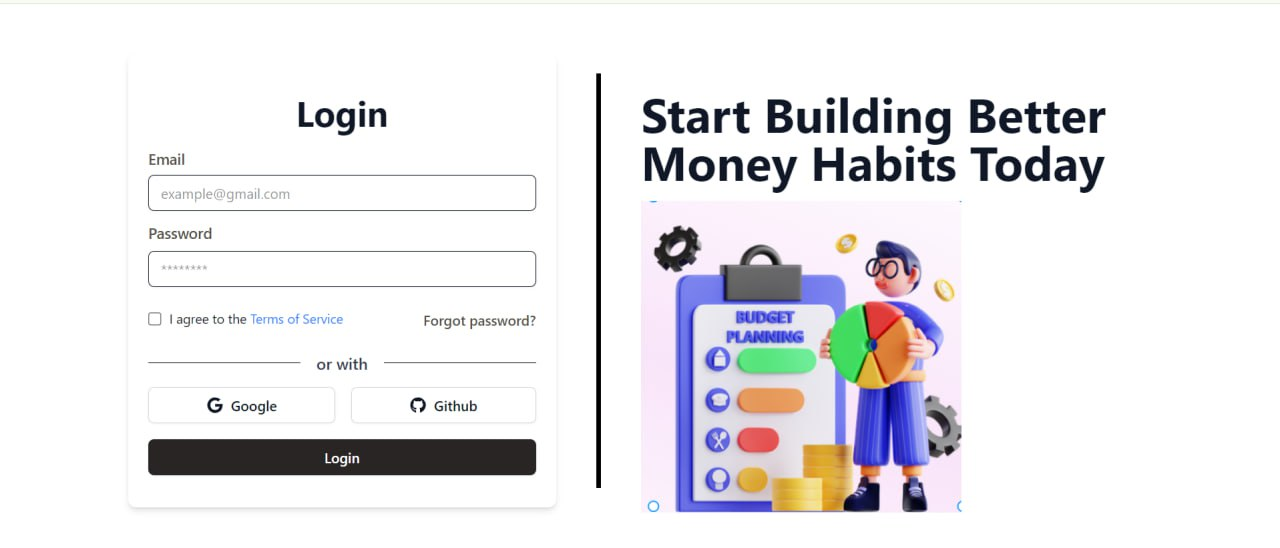 Login
Email
example@gmail.com
Password
********
I agree to the Terms of Service
Forgot password?
or with
Google
Github
Login
Start Building Better
Money Habits Today
BUDGET
PLANNING